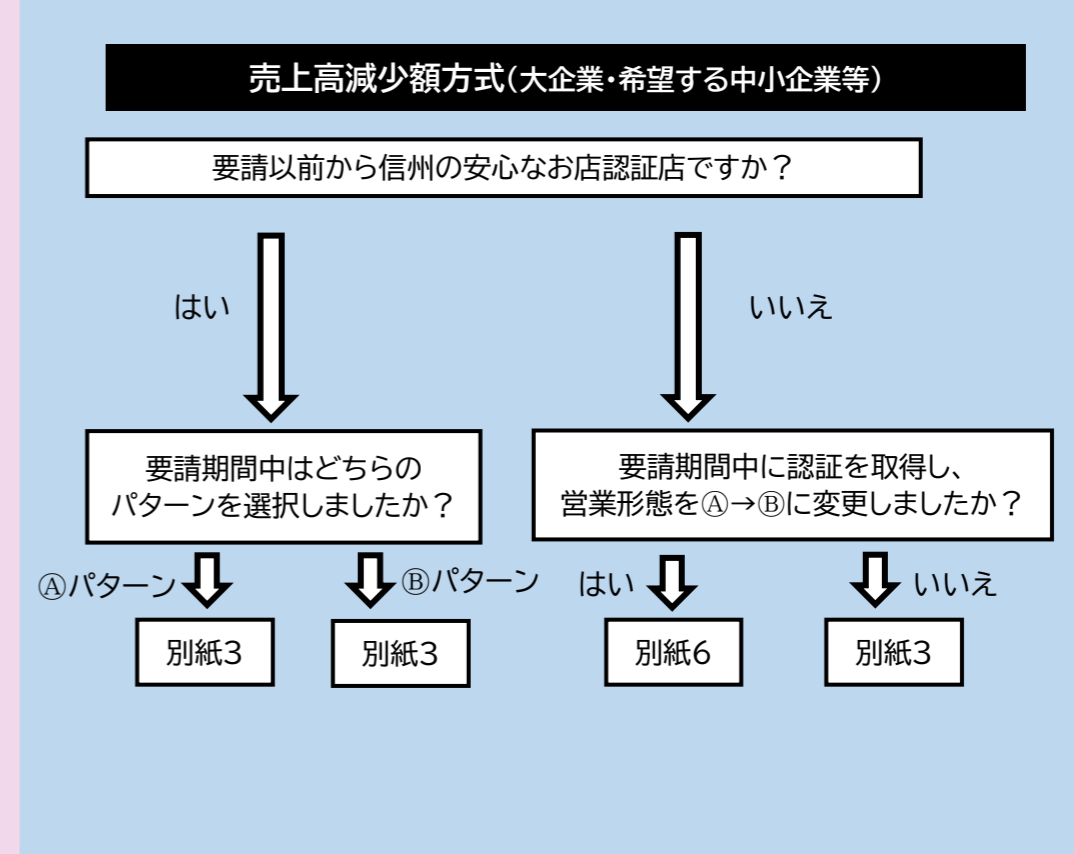 売上高減少額方式(大企業・希望する中小企業等)
要請以前から信州の安心なお店認証店ですか？
はい
いいえ
要請期間中はどちらの
パターンを選択しましたか？
要請期間中に認証を取得し、
営業形態をⒶ→Ⓑに変更しましたか？
Ⓐパターン
Ⓑパターン
はい
いいえ
別紙3
別紙3
別紙6
別紙3